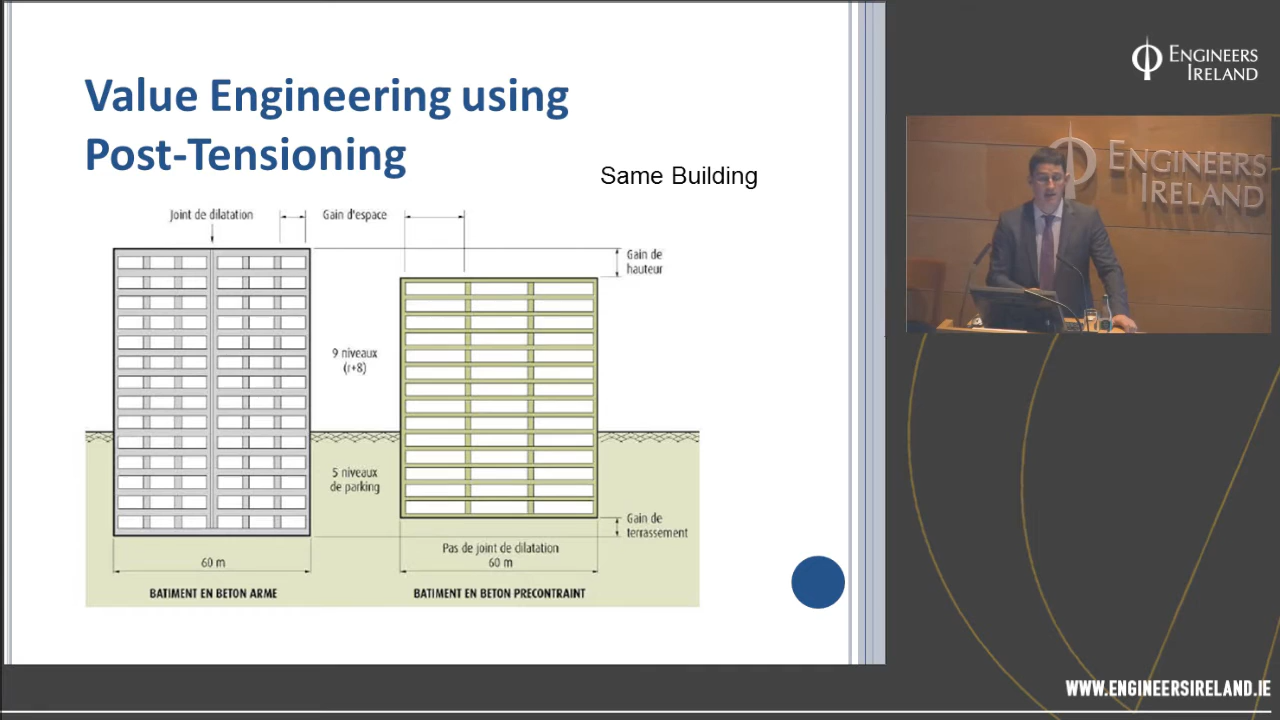 Value Engineering using
Post-Tensioning
Same Building
Joint de dilatation
Gain d'espace
Gain de
hauteur
9 niveaux
(r+8)
5 niveaux
de parking
Gain de
terrassement
Pas de joint de dilatation
60 m
60 m
BATIMENT EN BETON ARME
BATIMENT EN BETON PRECONTRAINT
ENGINEERS
IRELAND
ENGINEERS
IRELAND
WWW.ENGINEERSIRELAND.IE